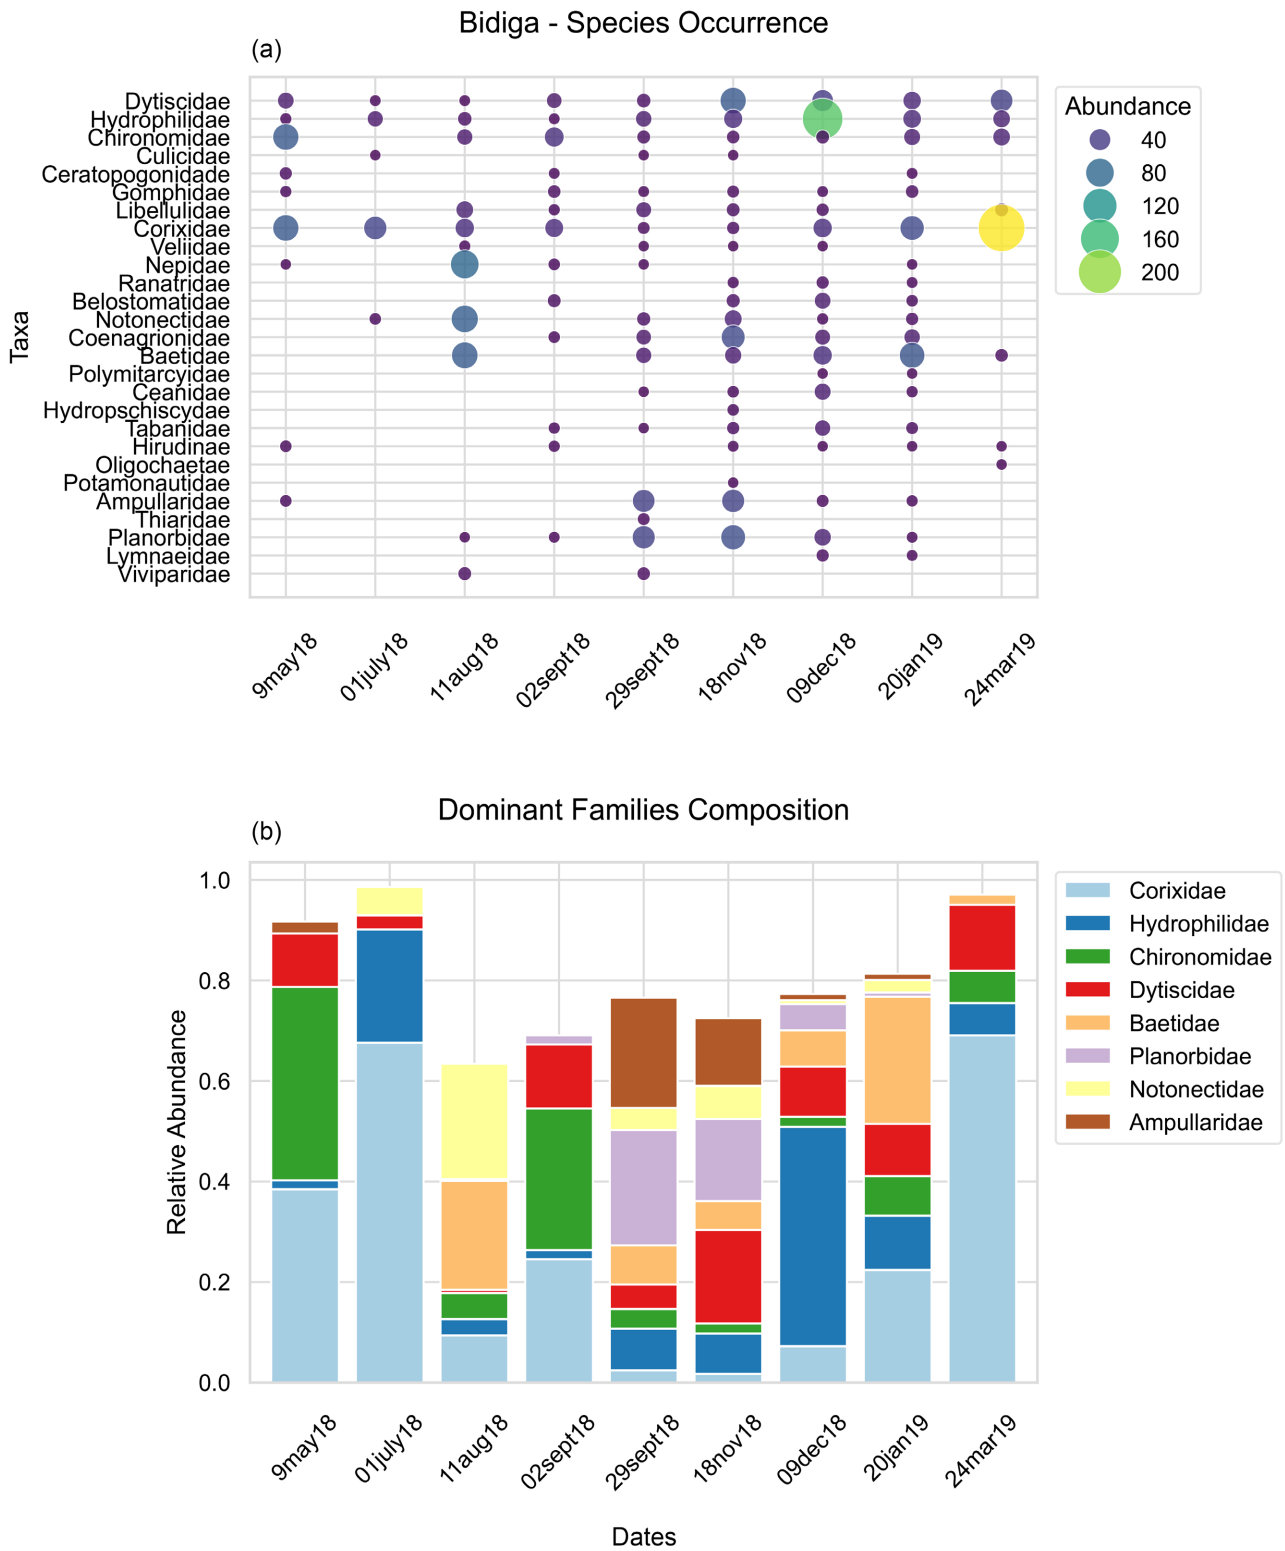 Bidiga - Species Occurrence
(a)
Dytiscidae
Hydrophilidae
Chironomidae
Culicidae
Ceratopogonidade
Gomphidae
Libellulidae
Corixidae
Veliidae
Nepidae
Ranatridae
Belostomatidae
Notonectidae
Coenagrionidae
Baetidae
Polymitarcyidae
Ceanidae
Hydropschiscydae
Tabanidae
Hirudinae
Oligochaetae
Potamonautidae
Ampullaridae
Thiaridae
Planorbidae
Lymnaeidae
Viviparidae
Taxa
9may18
01july18
11aug18
02sept18
29sept18
18nov18
09dec18
20jan19
24mar19
Abundance
40
80
120
160
200
Dominant Families Composition
(b)
1.0
0.8
0.6
0.4
0.2
0.0
Relative Abundance
9may18
01july18
11aug18
02sept18
29sept18
18nov18
09dec18
20jan19
24mar19
Dates
Corixidae
Hydrophilidae
Chironomidae
Dytiscidae
Baetidae
Planorbidae
Notonectidae
Ampullaridae